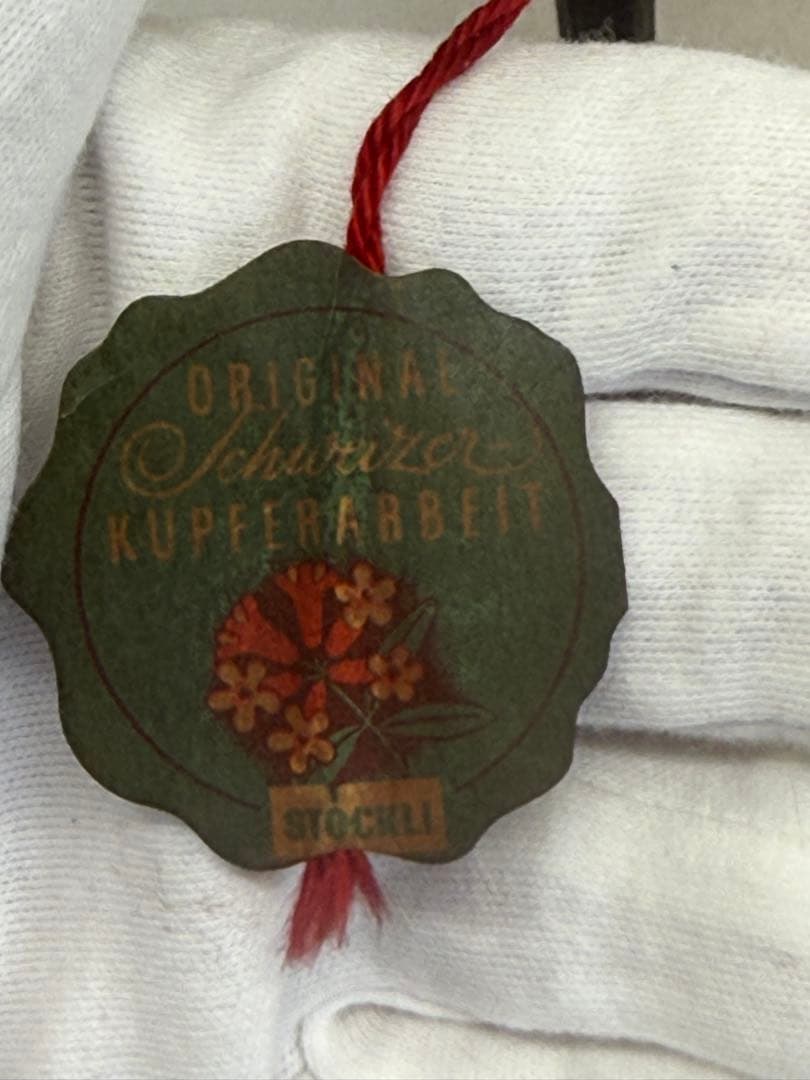 ORIGINAL
Schweizer
KUPFERARBEIT
STÖCKLI